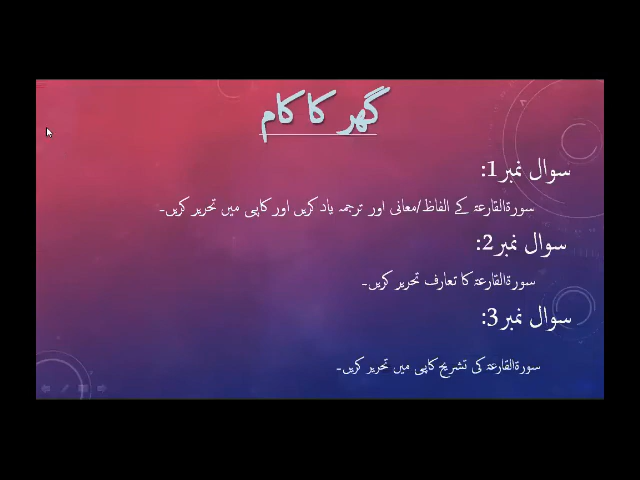 گھر کا کام
سوال نمبر1:
سورۃالقارعۃ کے الفاظ/معانی اور ترجمہ یاد کریں اور کاپی میں تحریر کریں۔
سوال نمبر2:
سورۃالقارعۃ کا تعارف تحریر کریں۔
سوال نمبر3:
سورۃالقارعۃ کی تشریح کاپی میں تحریر کریں۔